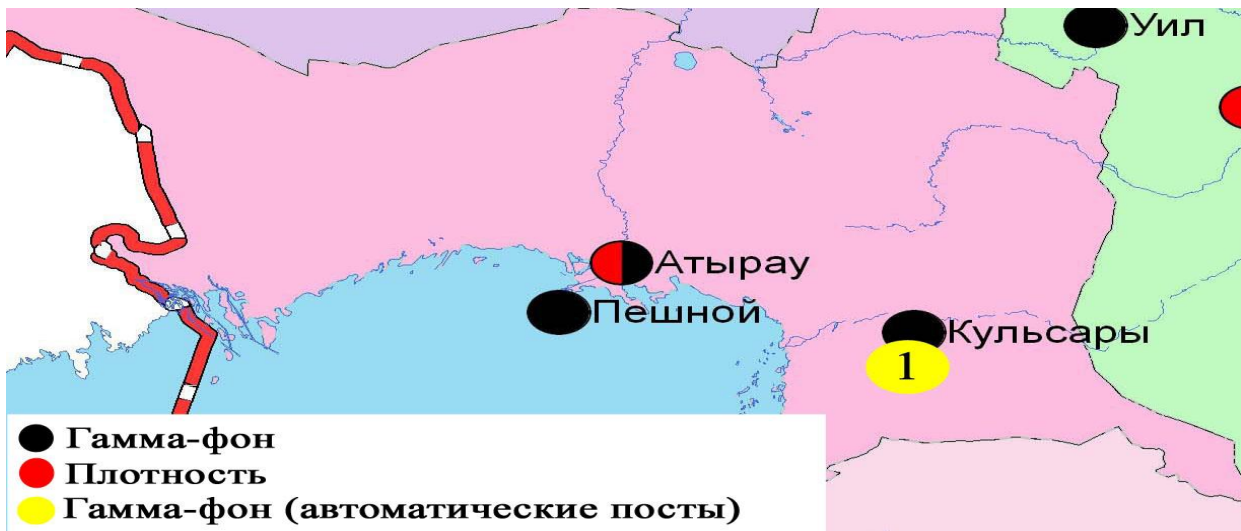 Уил
Атырау
Пешной
Кульсары
1
Гамма-фон
Плотность
Гамма-фон (автоматические посты)